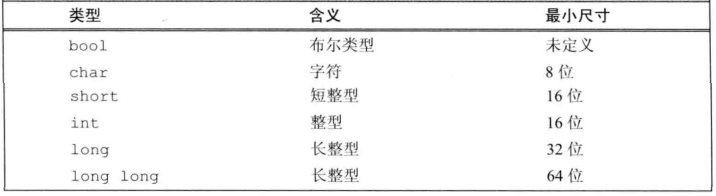 类型 含义 最小尺寸
bool 布尔类型 未定义
char 字符 8位
short 短整型 16位
int 整型 16位
long 长整型 32位
long long 长整型 64位